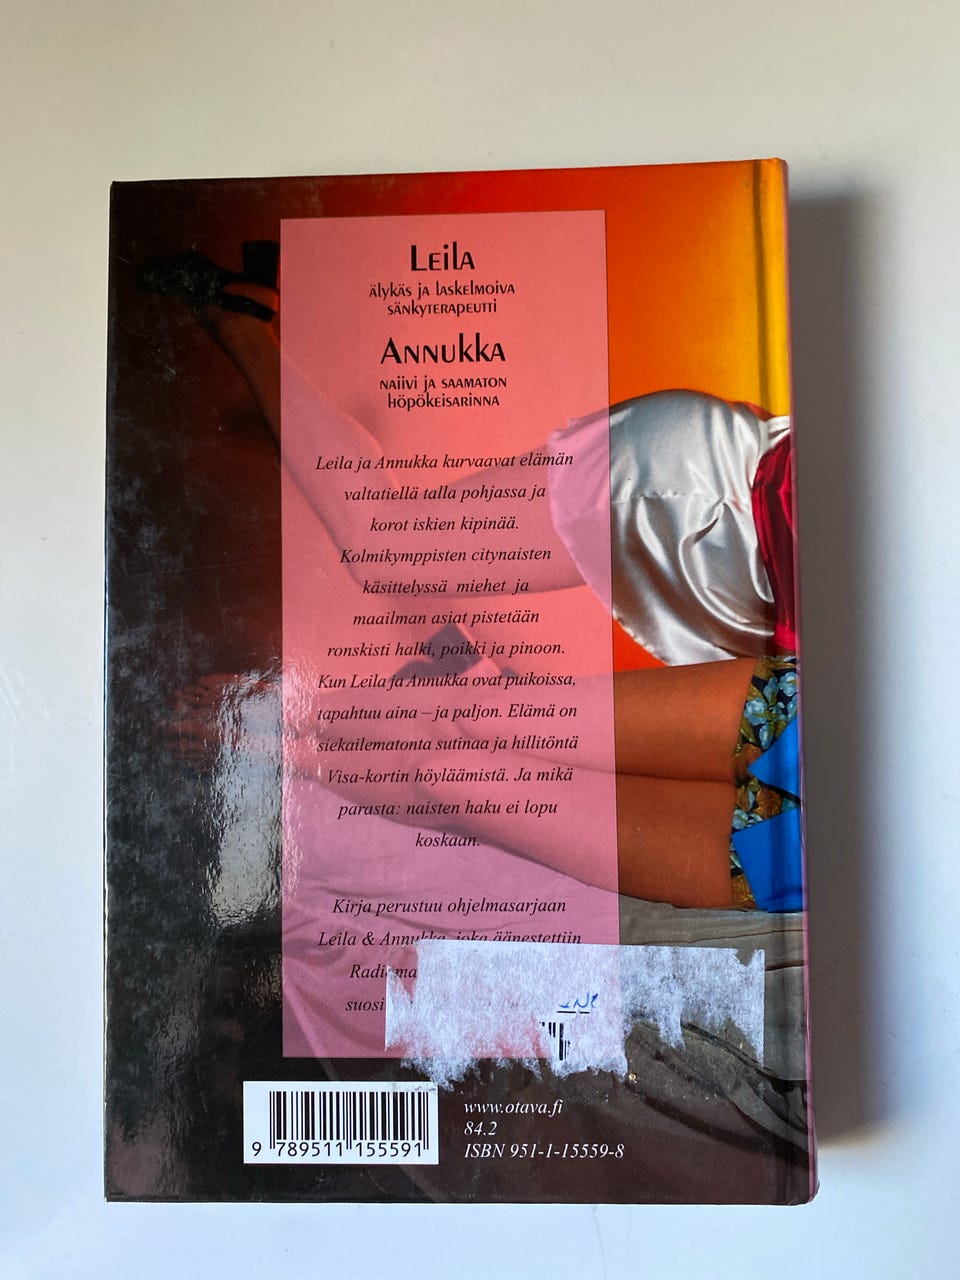 Leila
älykäs ja laskelmoiva
sänkyterapeutti
Annukka
naiivi ja saamaton
höpökeisarinna
Leila ja Annukka kurvaavat elämän
valtatiellä talla pohjassa ja
korot iskien kipinää.
Kolmikymppisten citynaisten
käsittelyssä miehet ja
maailman asiat pistetään
ronskisti halki, poikki ja pinoon.
Kun Leila ja Annukka ovat puikoissa,
tapahtuu aina – ja paljon. Elämä on
siekailematonta sutinaa ja hillitöntä
Visa-kortin höyläämistä. Ja mikä
parasta: naisten haku ei lopu
koskaan.
Kirja perustuu ohjelmasarjaan
Leila & Annukka, joka äänestettiin
www.otava.fi
84.2
ISBN 951-1-15559-8
9 789511 155591